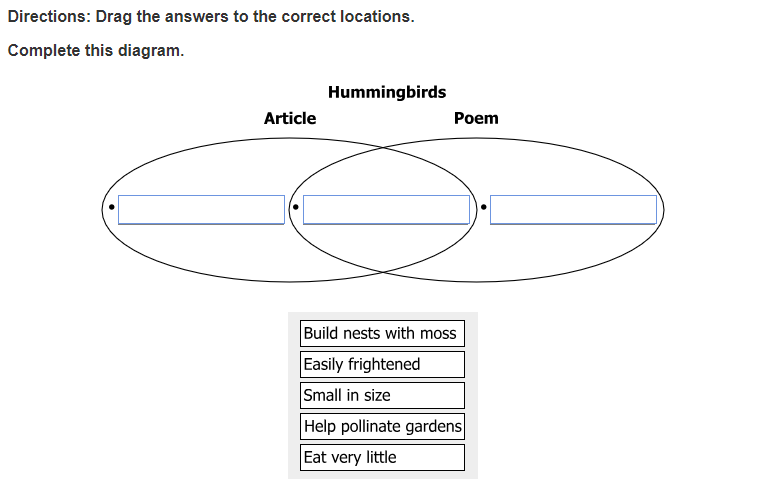 Directions: Drag the answers to the correct locations.
Complete this diagram.
Hummingbirds
Article Poem
Build nests with moss
Easily frightened
Small in size
Help pollinate gardens
Eat very little